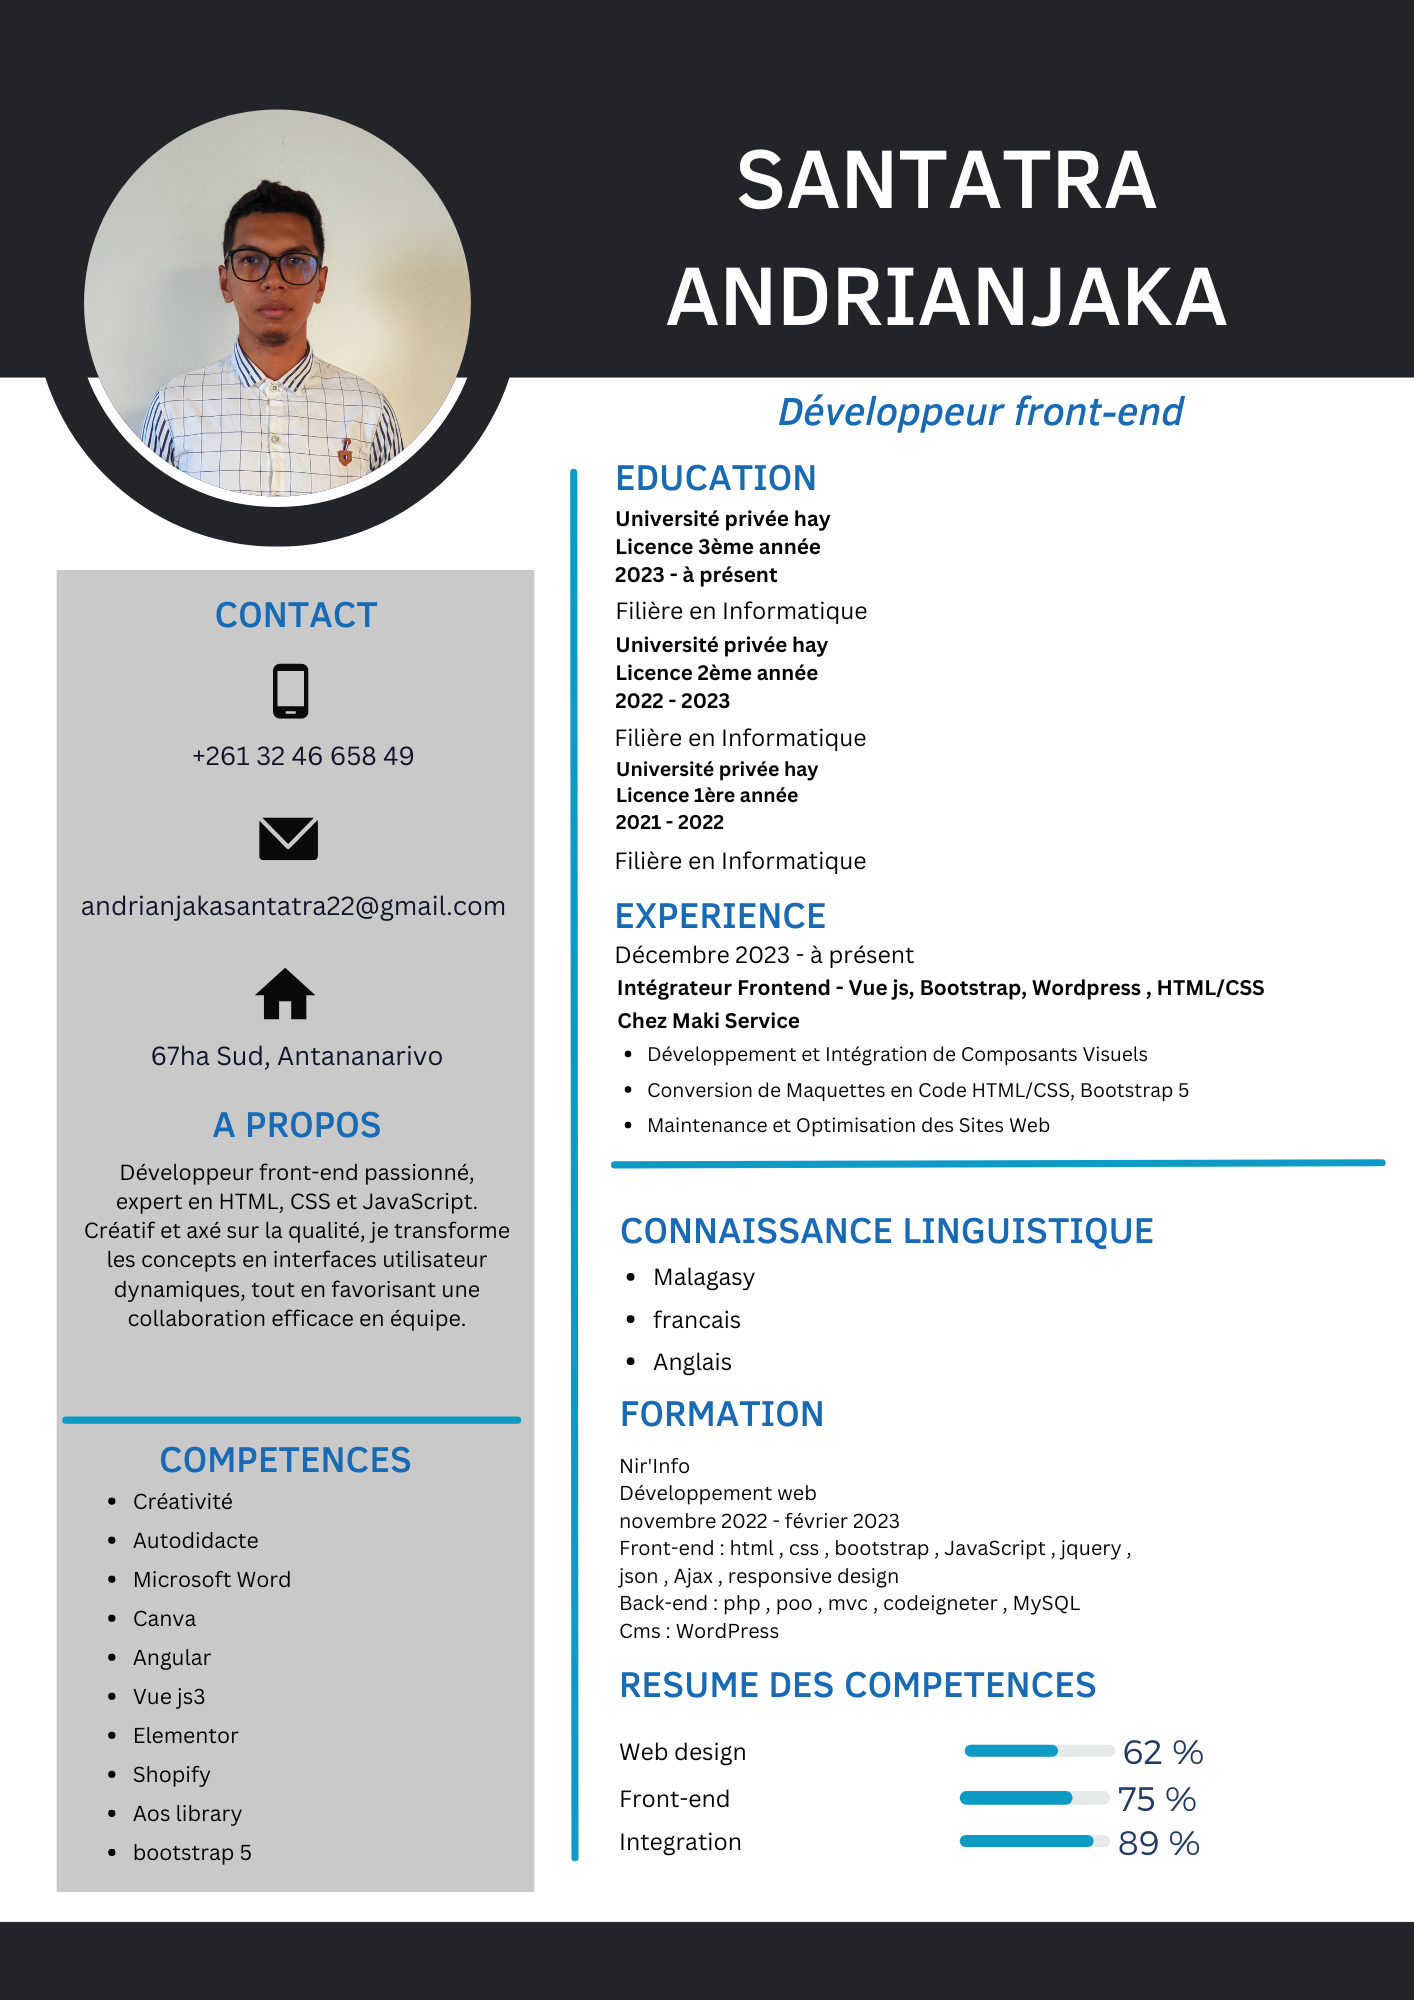 SANTATRA
ANDRIANJAKA
Développeur front-end
CONTACT
+261 32 46 658 49
andrianjakasantatra22@gmail.com
67ha Sud, Antananarivo
A PROPOS
Développeur front-end passionné,
expert en HTML, CSS et JavaScript.
Créatif et axé sur la qualité, je transforme
les concepts en interfaces utilisateur
dynamiques, tout en favorisant une
collaboration efficace en équipe.
COMPETENCES
• Créativité
• Autodidacte
• Microsoft Word
• Canva
• Angular
• Vue js3
• Elementor
• Shopify
• Aos library
• bootstrap 5
EDUCATION
Université privée hay
Licence 3ème année
2023 - à présent
Filière en Informatique
Université privée hay
Licence 2ème année
2022 - 2023
Filière en Informatique
Université privée hay
Licence 1ère année
2021 - 2022
Filière en Informatique
EXPERIENCE
Décembre 2023 - à présent
Intégrateur Frontend - Vue js, Bootstrap, Wordpress , HTML/CSS
Chez Maki Service
• Développement et Intégration de Composants Visuels
• Conversion de Maquettes en Code HTML/CSS, Bootstrap 5
• Maintenance et Optimisation des Sites Web
CONNAISSANCE LINGUISTIQUE
• Malagasy
• francais
• Anglais
FORMATION
Nir'Info
Développement web
novembre 2022 - février 2023
Front-end : html , css , bootstrap , JavaScript , jquery ,
json , Ajax , responsive design
Back-end : php , poo , mvc , codeigneter , MySQL
Cms : WordPress
RESUME DES COMPETENCES
Web design 62 %
Front-end 75 %
Integration 89 %